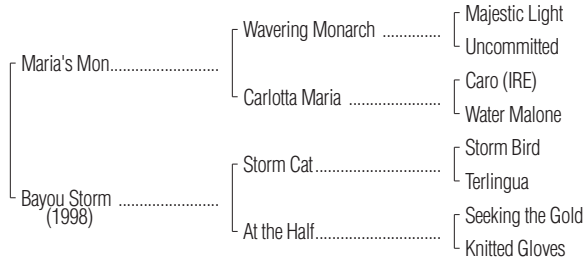 Majestic Light
Wavering Monarch ..............
Uncommitted
Maria's Mon..........................
Caro (IRE)
Carlotta Maria ......................
Water Malone
Storm Bird
Storm Cat..............................
Terlingua
Bayou Storm ........................
(1998)
Seeking the Gold
At the Half..............................
Knitted Gloves